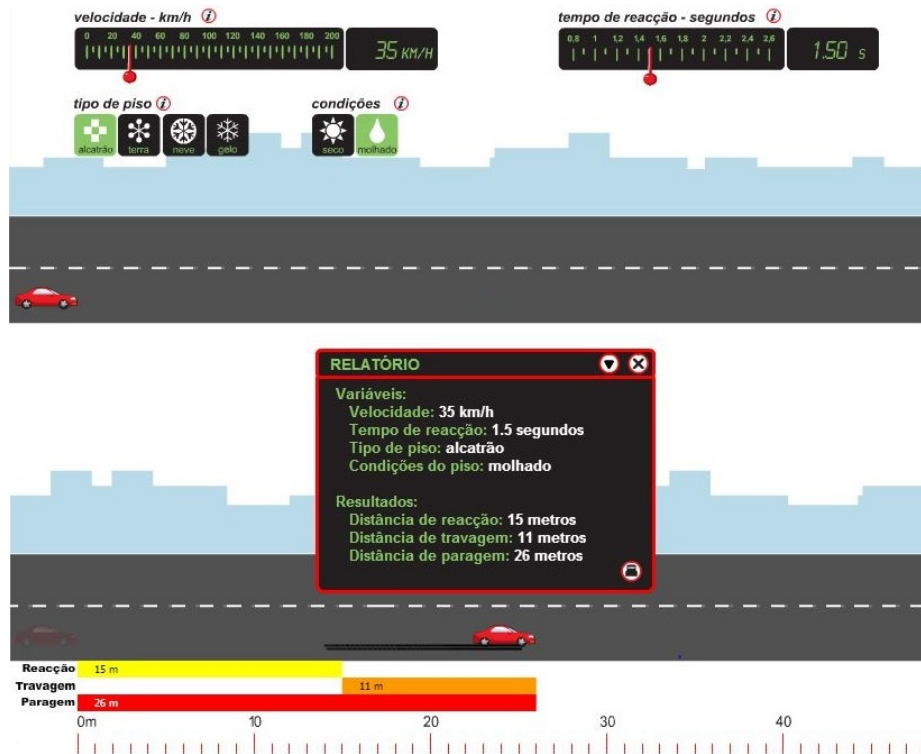 velocidade - km/h i
tempo de reacção - segundos i
0 20 40 60 80 100 120 140 160 180 200
35 KM/H
0,8 1 1,2 1,4 1,6 1,8 2 2,2 2,4 2,6
1.50 s
tipo de piso i
condições i
alcatrão terra neve gelo
seco molhado
RELATÓRIO
Variáveis:
Velocidade: 35 km/h
Tempo de reacção: 1.5 segundos
Tipo de piso: alcatrão
Condições do piso: molhado
Resultados:
Distância de reacção: 15 metros
Distância de travagem: 11 metros
Distância de paragem: 26 metros
Reacção 15 m
Travagem 11 m
Paragem 26 m
0m 10 20 30 40